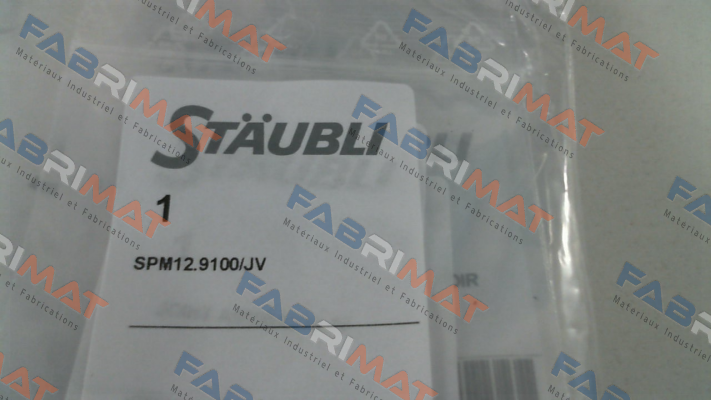 STÄUBLI
1
SPM12.9100/JV
FABRIMAT
Materiaux Industriel et Fabrications